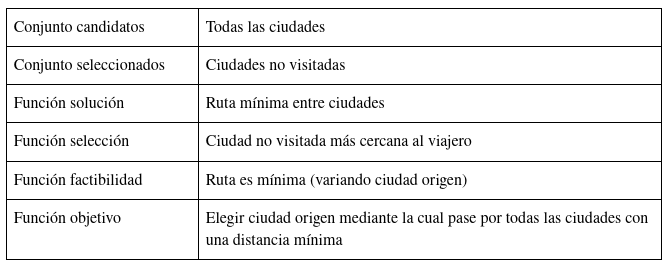 Conjunto candidatos Todas las ciudades
Conjunto seleccionados Ciudades no visitadas
Función solución Ruta mínima entre ciudades
Función selección Ciudad no visitada más cercana al viajero
Función factibilidad Ruta es mínima (variando ciudad origen)
Función objetivo Elegir ciudad origen mediante la cual pase por todas las ciudades con
una distancia mínima